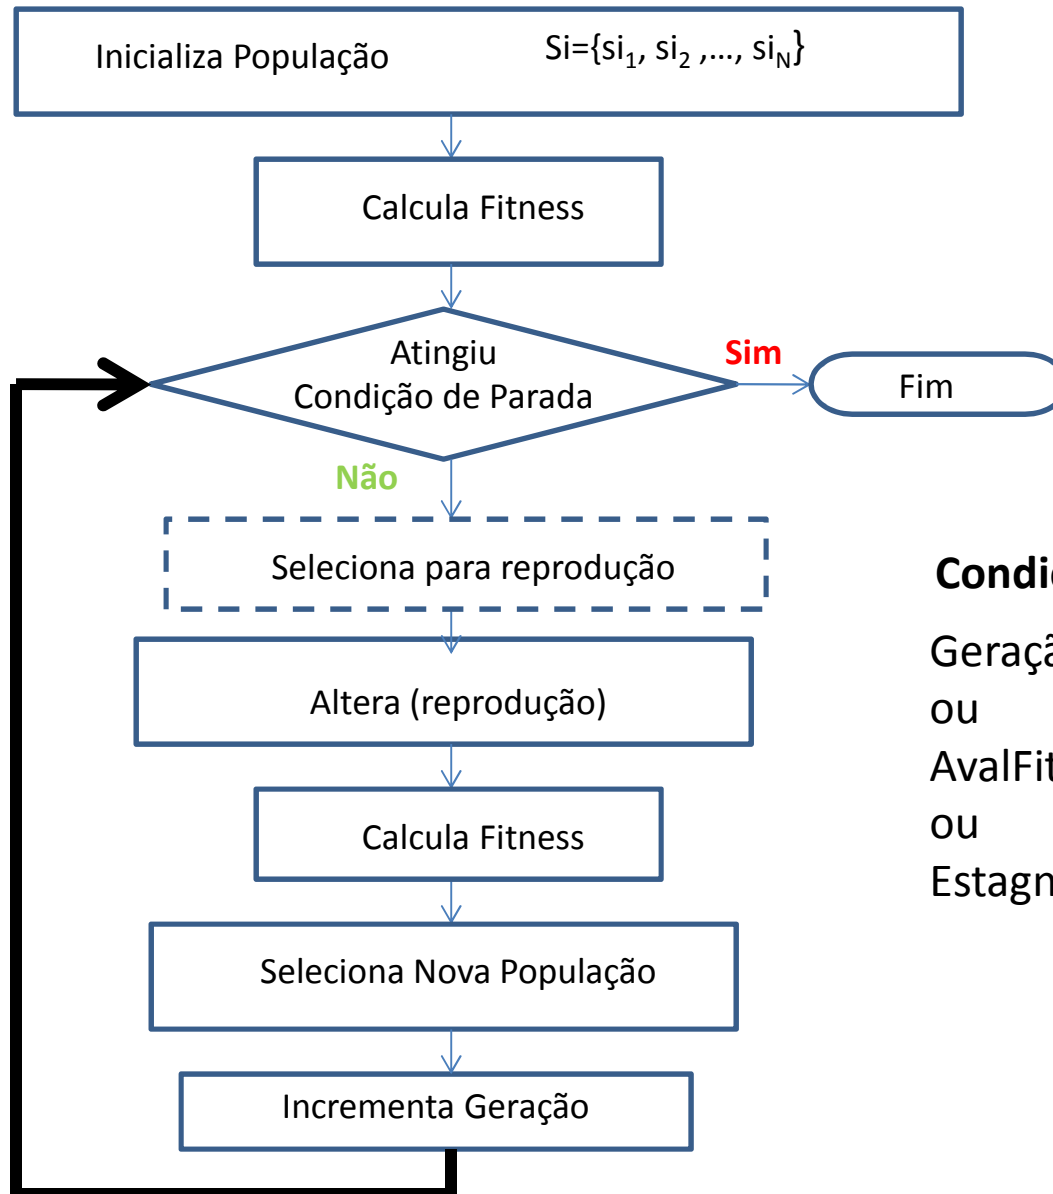 Inicializa População Si={si₁, si₂ ,..., siN}
Calcula Fitness
Atingiu
Condição de Parada
Sim
Fim
Não
Seleciona para reprodução
Altera (reprodução)
Calcula Fitness
Seleciona Nova População
Incrementa Geração
ou
ou